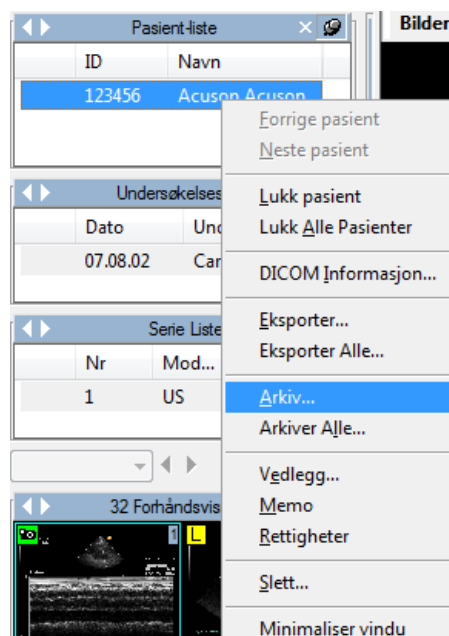 Pasient-liste
Bilder
ID Navn
123456 Acuson Acuson
Forrige pasient
Neste pasient
Lukk pasient
Lukk Alle Pasienter
DICOM Informasjon...
Eksporter...
Eksporter Alle...
Arkiv...
Arkiver Alle...
Vedlegg...
Memo
Rettigheter
Slett...
Minimaliser vindu
Undersøkelses
Dato Und
07.08.02 Car
Serie Liste
Nr Mod...
1 US
32 Forhåndsvis
1 L